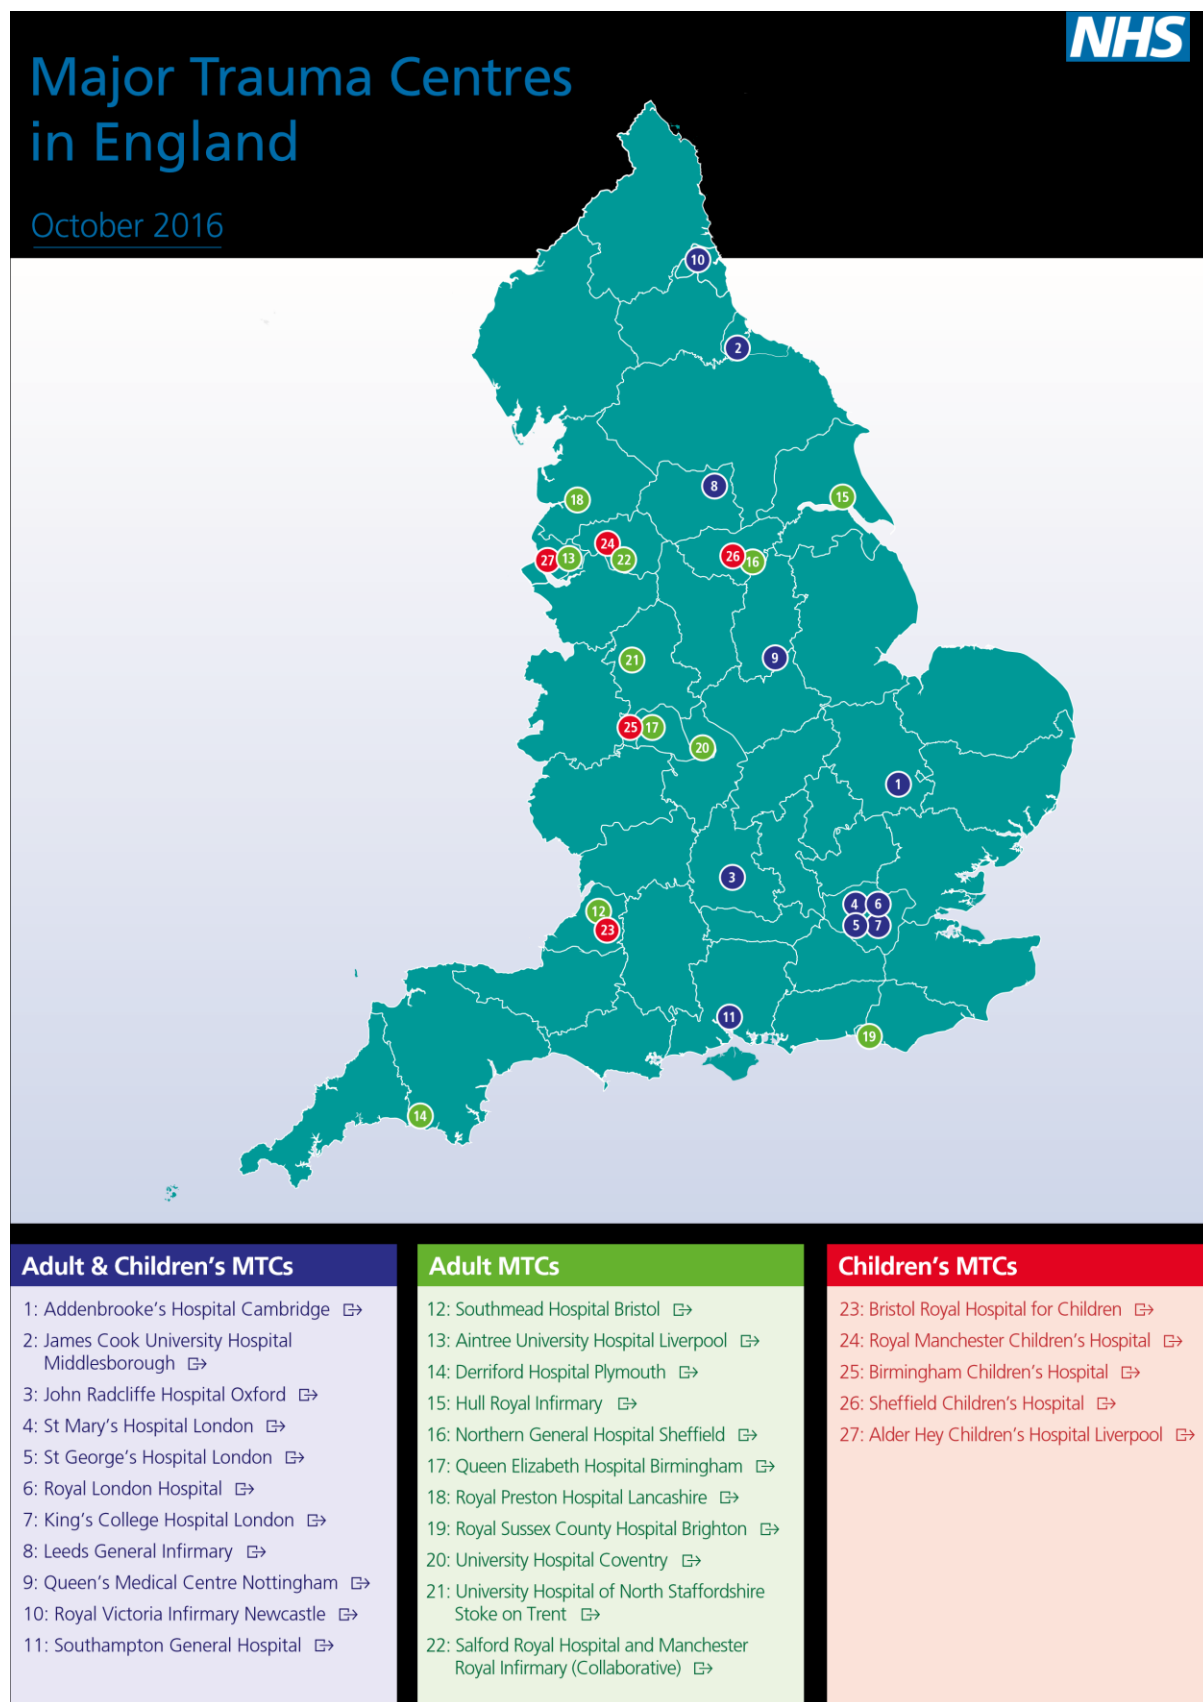 NHS
Major Trauma Centres
in England
October 2016
10
2
8
15
18
24
27
13
22
26
16
21
9
25
17
20
1
3
4
6
5
7
12
23
11
19
14
Adult & Children's MTCs
1: Addenbrooke's Hospital Cambridge
2: James Cook University Hospital
Middlesborough
3: John Radcliffe Hospital Oxford
4: St Mary's Hospital London
5: St George's Hospital London
6: Royal London Hospital
7: King's College Hospital London
8: Leeds General Infirmary
9: Queen's Medical Centre Nottingham
10: Royal Victoria Infirmary Newcastle
11: Southampton General Hospital
Adult MTCs
12: Southmead Hospital Bristol
13: Aintree University Hospital Liverpool
14: Derriford Hospital Plymouth
15: Hull Royal Infirmary
16: Northern General Hospital Sheffield
17: Queen Elizabeth Hospital Birmingham
18: Royal Preston Hospital Lancashire
19: Royal Sussex County Hospital Brighton
20: University Hospital Coventry
21: University Hospital of North Staffordshire
Stoke on Trent
22: Salford Royal Hospital and Manchester
Royal Infirmary (Collaborative)
Children's MTCs
23: Bristol Royal Hospital for Children
24: Royal Manchester Children's Hospital
25: Birmingham Children's Hospital
26: Sheffield Children's Hospital
27: Alder Hey Children's Hospital Liverpool